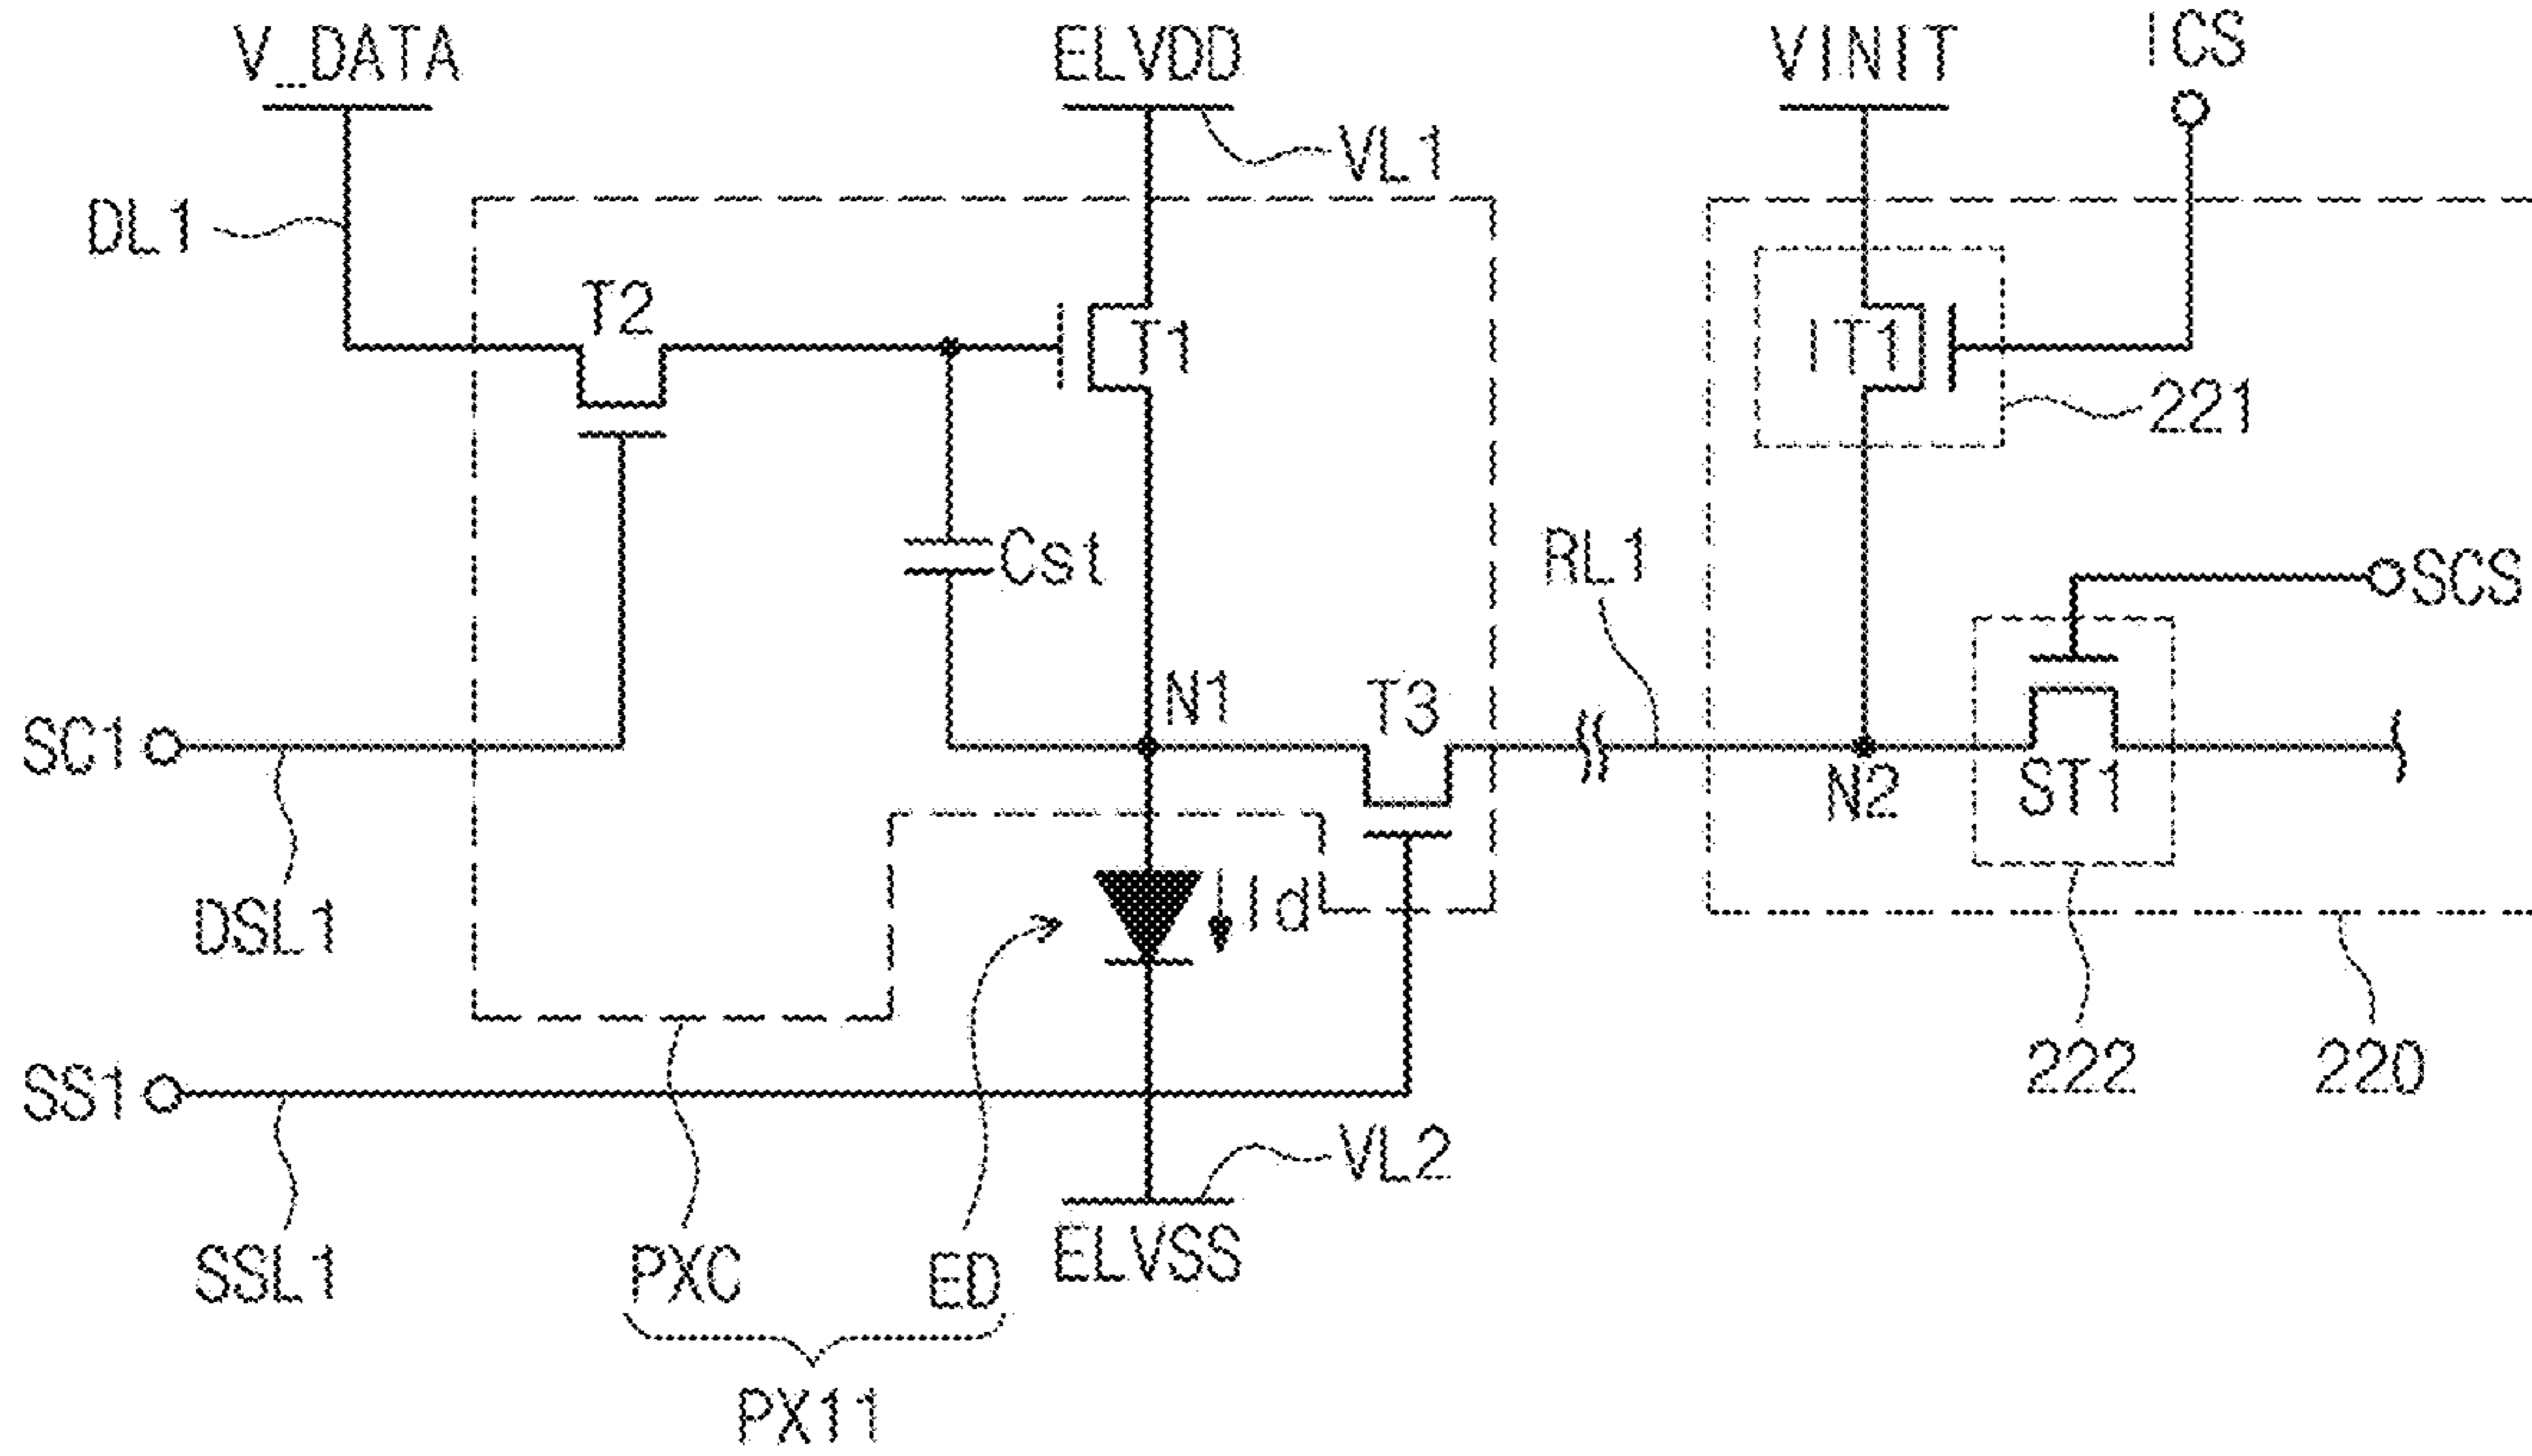 V_DATA
ELVDD
VINIT
ICS
VL1
DL1
T2
T1
IT1
221
Cst
RL1
SCS
N1
T3
SC1
N2
ST1
Id
DSL1
222
220
SS1
VL2
SSL1
PXC
ED
ELVSS
PX11